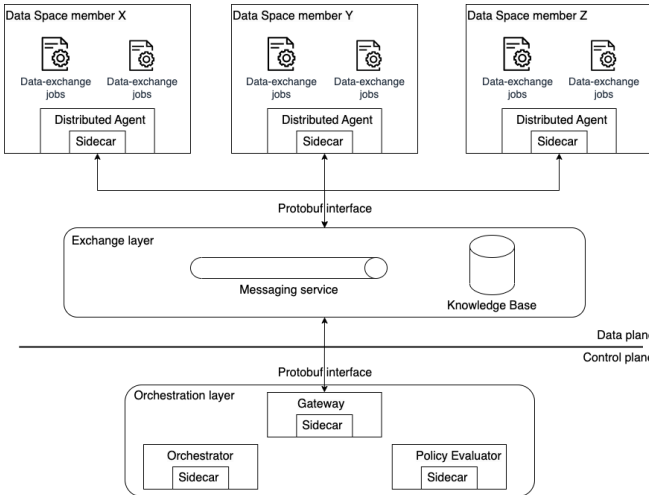 Data Space member X
Data Space member Y
Data Space member Z
Data-exchange
jobs
Data-exchange
jobs
Data-exchange
jobs
Data-exchange
jobs
Data-exchange
jobs
Data-exchange
jobs
Distributed Agent
Sidecar
Distributed Agent
Sidecar
Distributed Agent
Sidecar
Protobuf interface
Exchange layer
Messaging service
Knowledge Base
Data plane
Control plane
Protobuf interface
Orchestration layer
Gateway
Sidecar
Orchestrator
Sidecar
Policy Evaluator
Sidecar